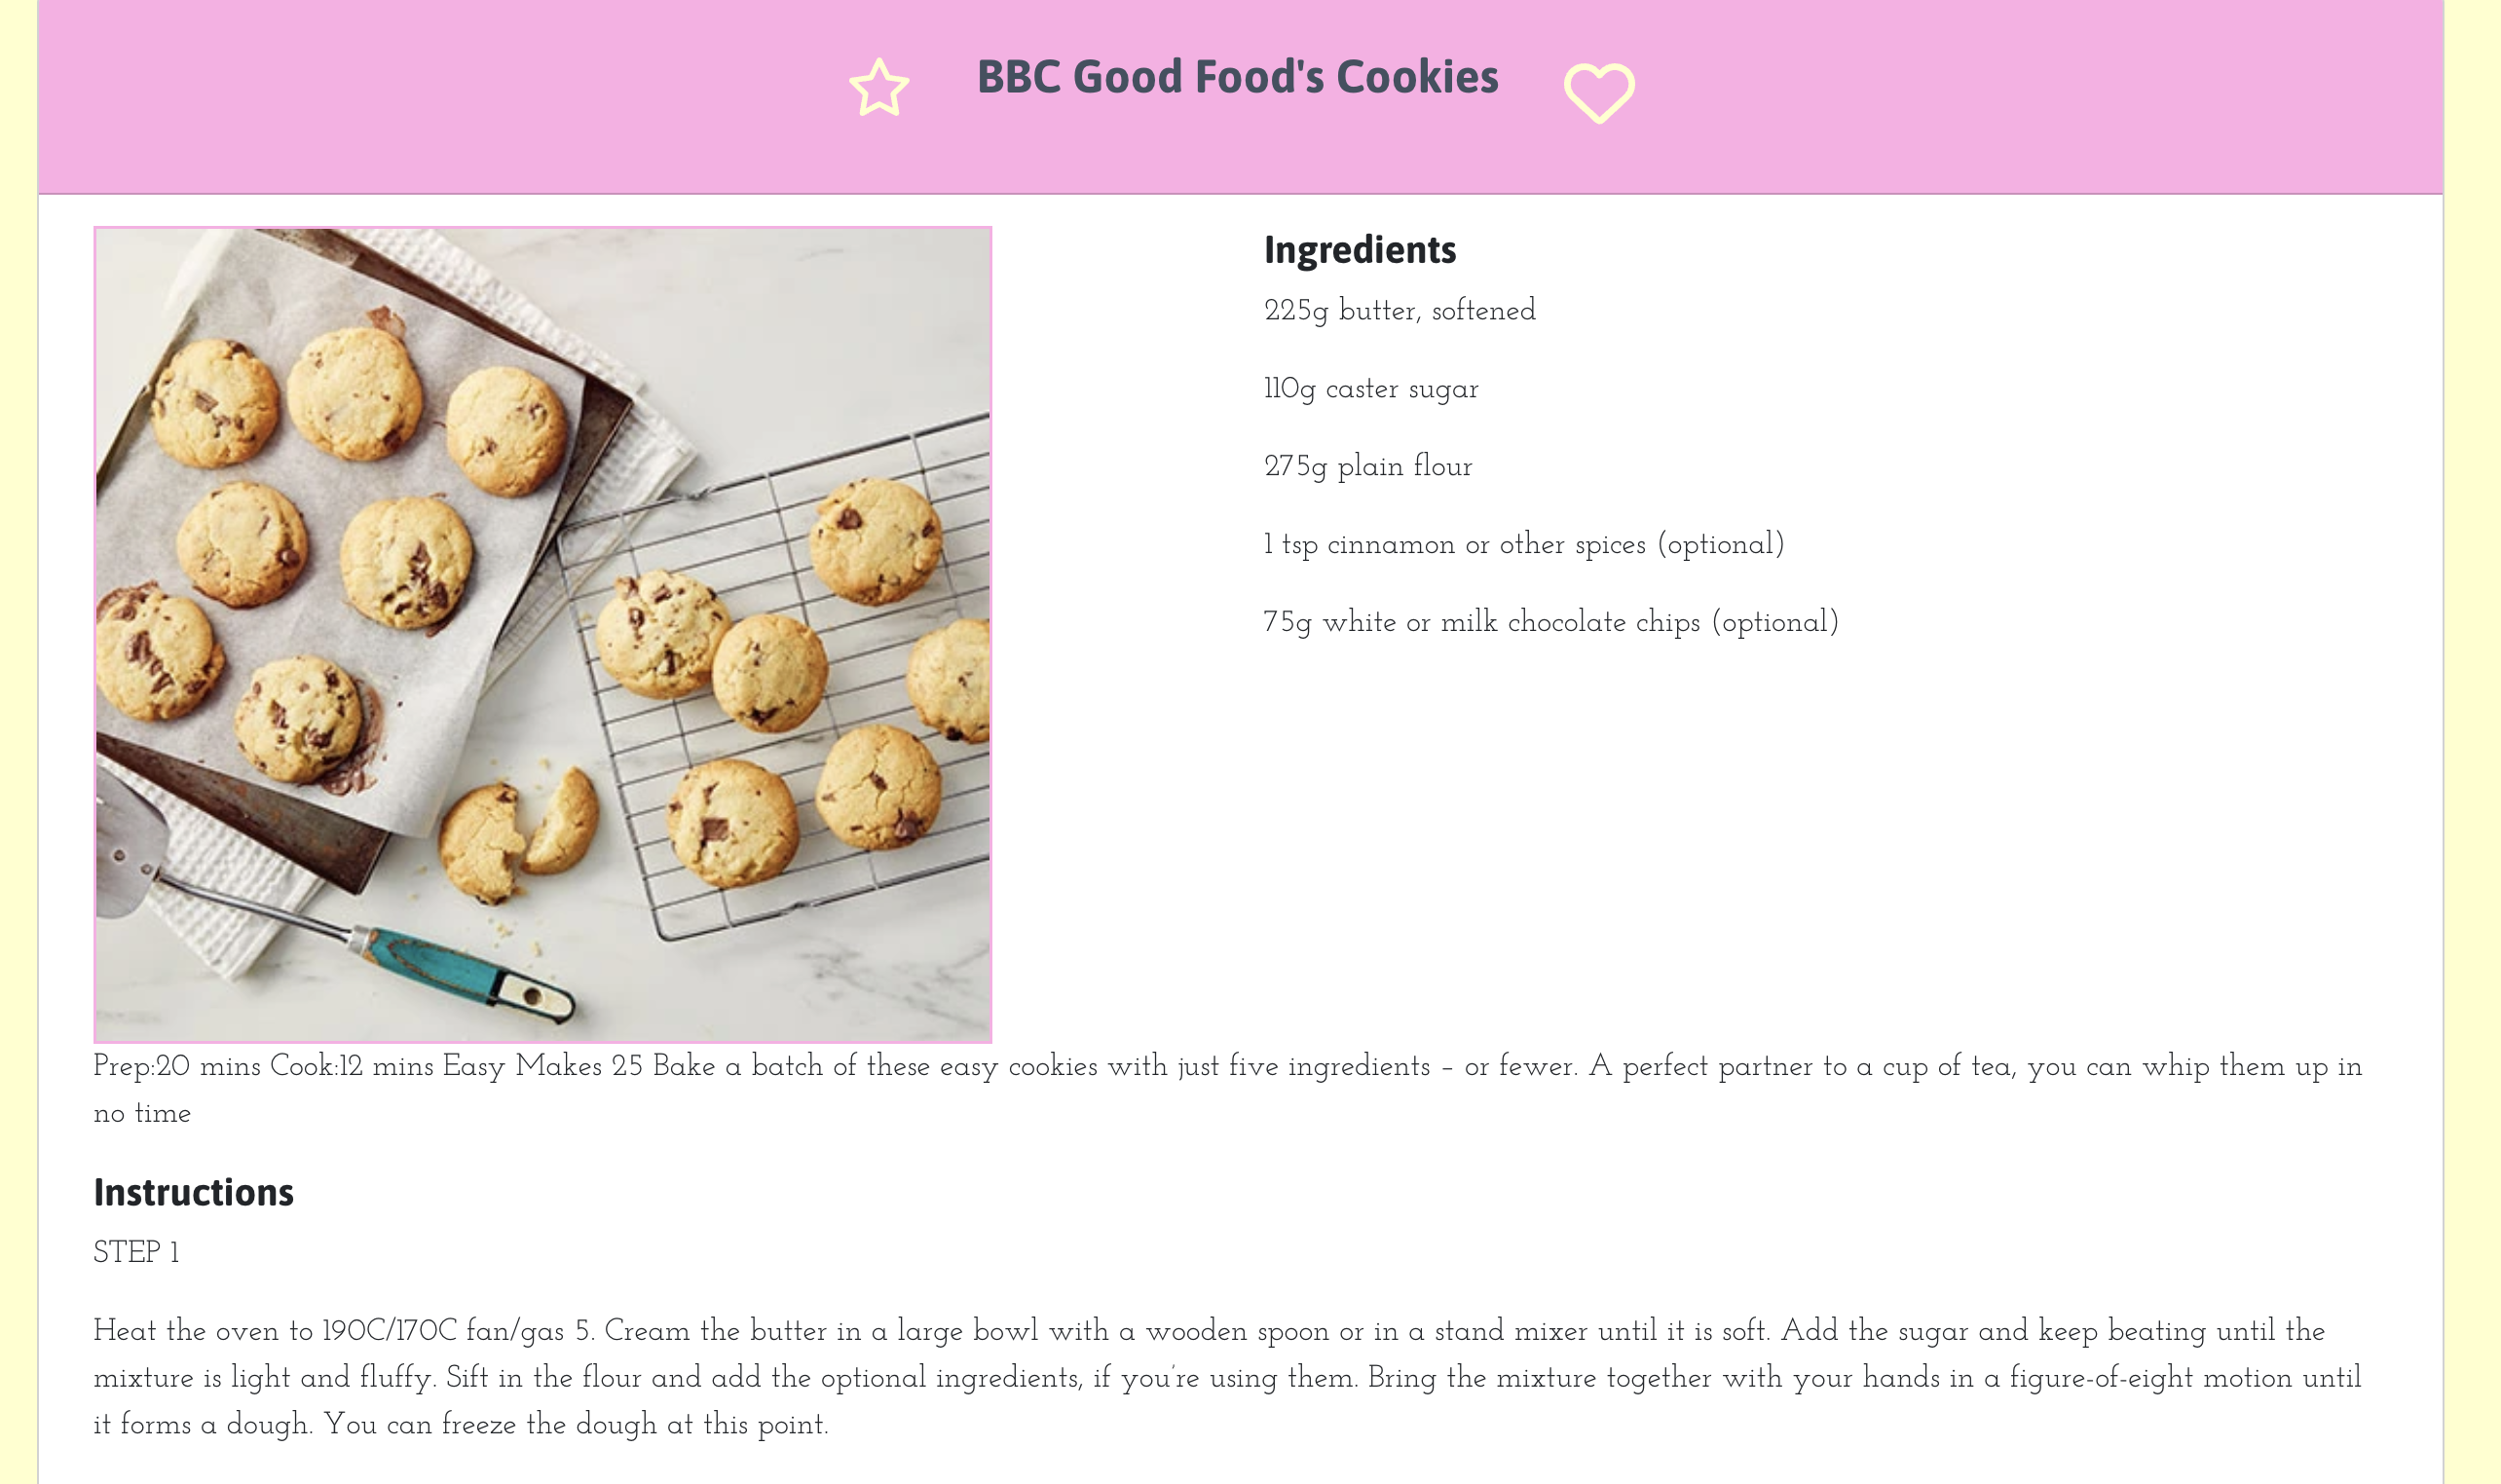 BBC Good Food's Cookies
Ingredients
225g butter, softened
110g caster sugar
275g plain flour
1 tsp cinnamon or other spices (optional)
75g white or milk chocolate chips (optional)
Prep:20 mins Cook:12 mins Easy Makes 25 Bake a batch of these easy cookies with just five ingredients – or fewer. A perfect partner to a cup of tea, you can whip them up in
no time
Instructions
STEP 1
Heat the oven to 190C/170C fan/gas 5. Cream the butter in a large bowl with a wooden spoon or in a stand mixer until it is soft. Add the sugar and keep beating until the
mixture is light and fluffy. Sift in the flour and add the optional ingredients, if you’re using them. Bring the mixture together with your hands in a figure-of-eight motion until
it forms a dough. You can freeze the dough at this point.